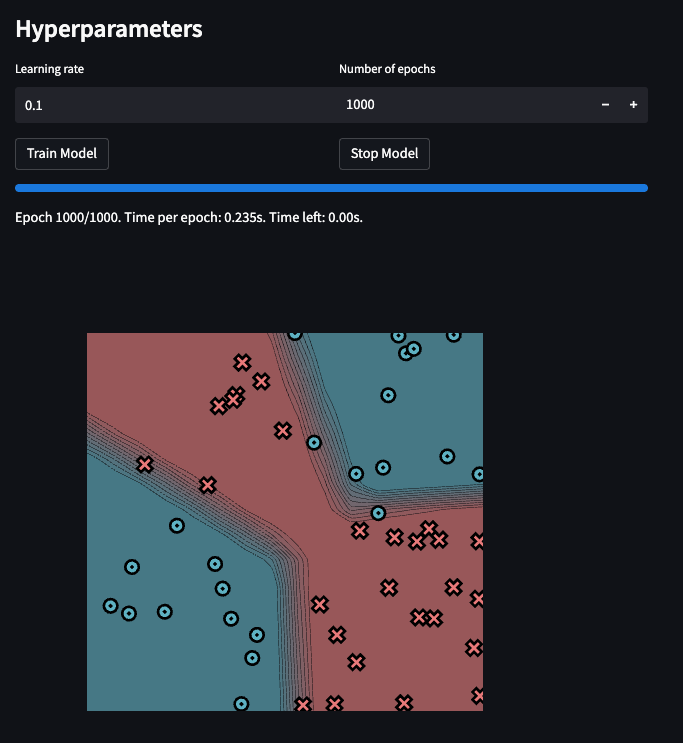 Hyperparameters
Learning rate
Number of epochs
0.1
1000
− +
Train Model
Stop Model
Epoch 1000/1000. Time per epoch: 0.235s. Time left: 0.00s.